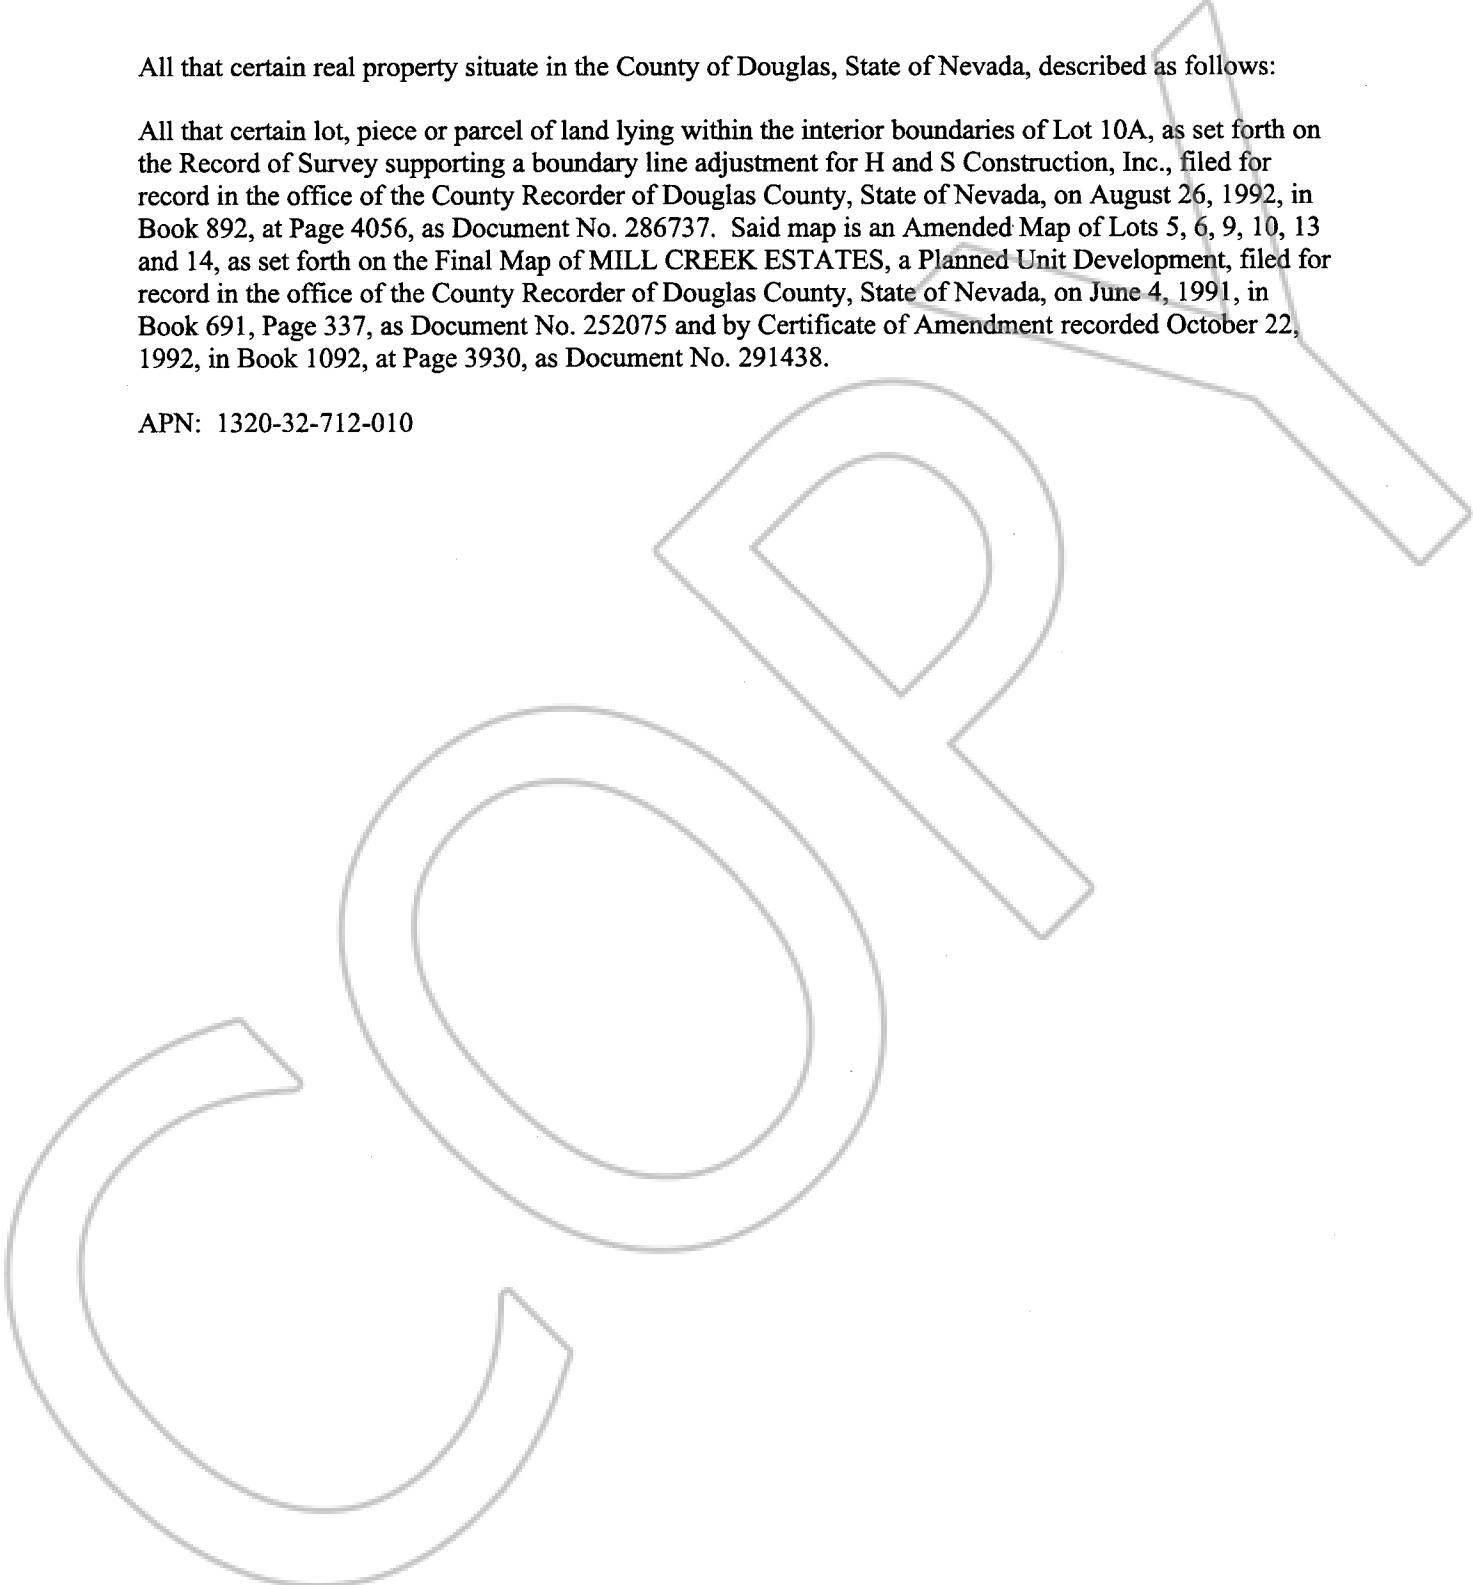 All that certain real property situate in the County of Douglas, State of Nevada, described as follows:
All that certain lot, piece or parcel of land lying within the interior boundaries of Lot 10A, as set forth on
the Record of Survey supporting a boundary line adjustment for H and S Construction, Inc., filed for
record in the office of the County Recorder of Douglas County, State of Nevada, on August 26, 1992, in
Book 892, at Page 4056, as Document No. 286737.  Said map is an Amended Map of Lots 5, 6, 9, 10, 13
and 14, as set forth on the Final Map of MILL CREEK ESTATES, a Planned Unit Development, filed for
record in the office of the County Recorder of Douglas County, State of Nevada, on June 4, 1991, in
Book 691, Page 337, as Document No. 252075 and by Certificate of Amendment recorded October 22,
1992, in Book 1092, at Page 3930, as Document No. 291438.
APN:  1320-32-712-010
COPY